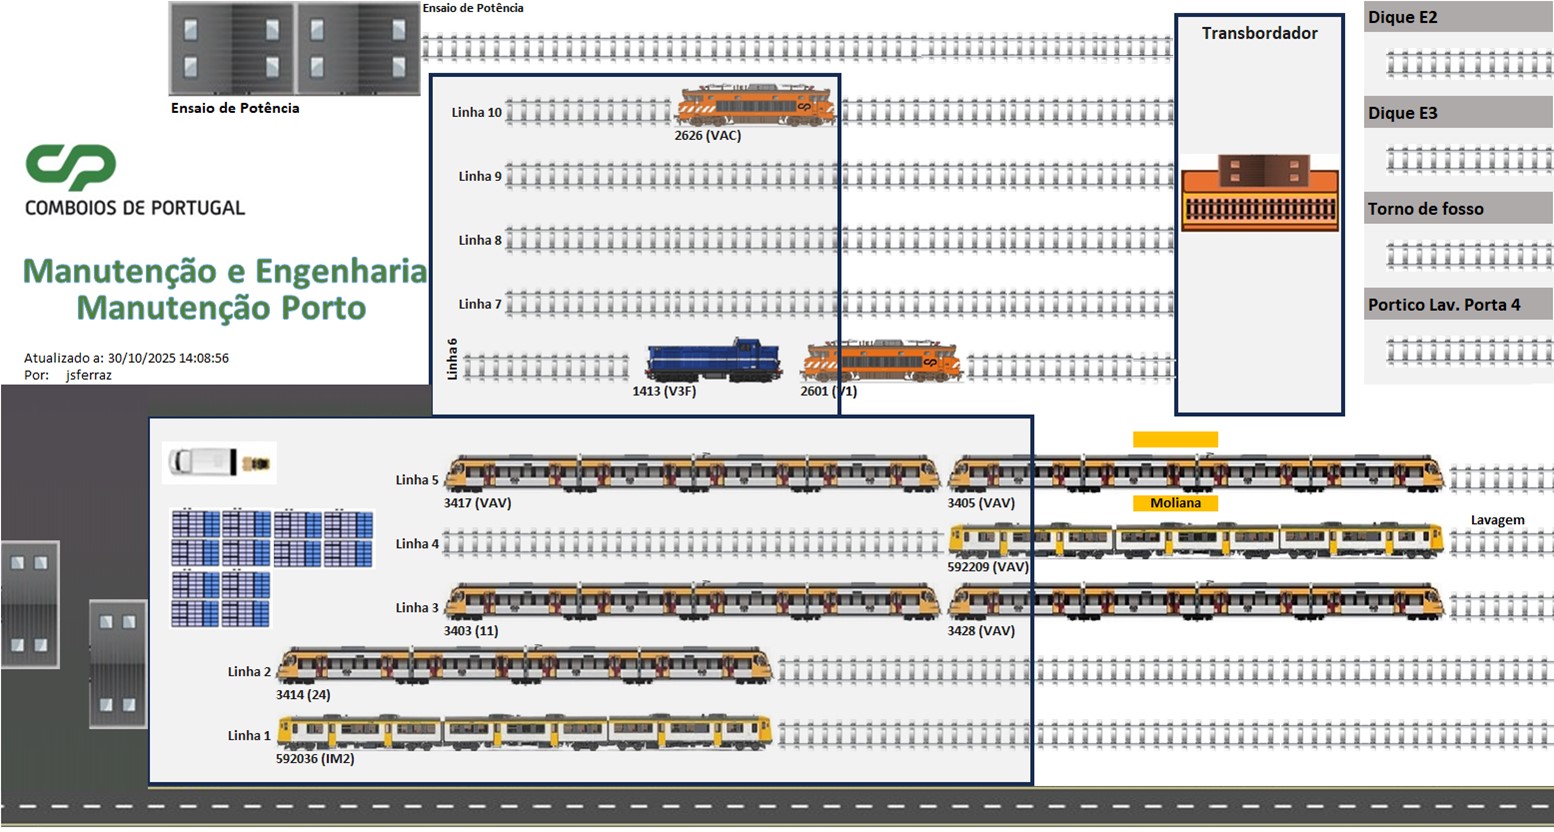 Ensaio de Potência
Ensaio de Potência
Transbordador
Dique E2
Dique E3
Torno de fosso
Portico Lav. Porta 4
CP
COMBOIOS DE PORTUGAL
Manutenção e Engenharia
Manutenção Porto
Atualizado a: 30/10/2025 14:08:56
Por: jsferraz
Linha 10
2626 (VAC)
Linha 9
Linha 8
Linha 7
Linha 6
1413 (V3F)
2601 (V1)
Linha 5
3417 (VAV)
3405 (VAV)
Moliana
Lavagem
Linha 4
592209 (VAV)
Linha 3
3403 (11)
3428 (VAV)
Linha 2
3414 (24)
Linha 1
592036 (IM2)